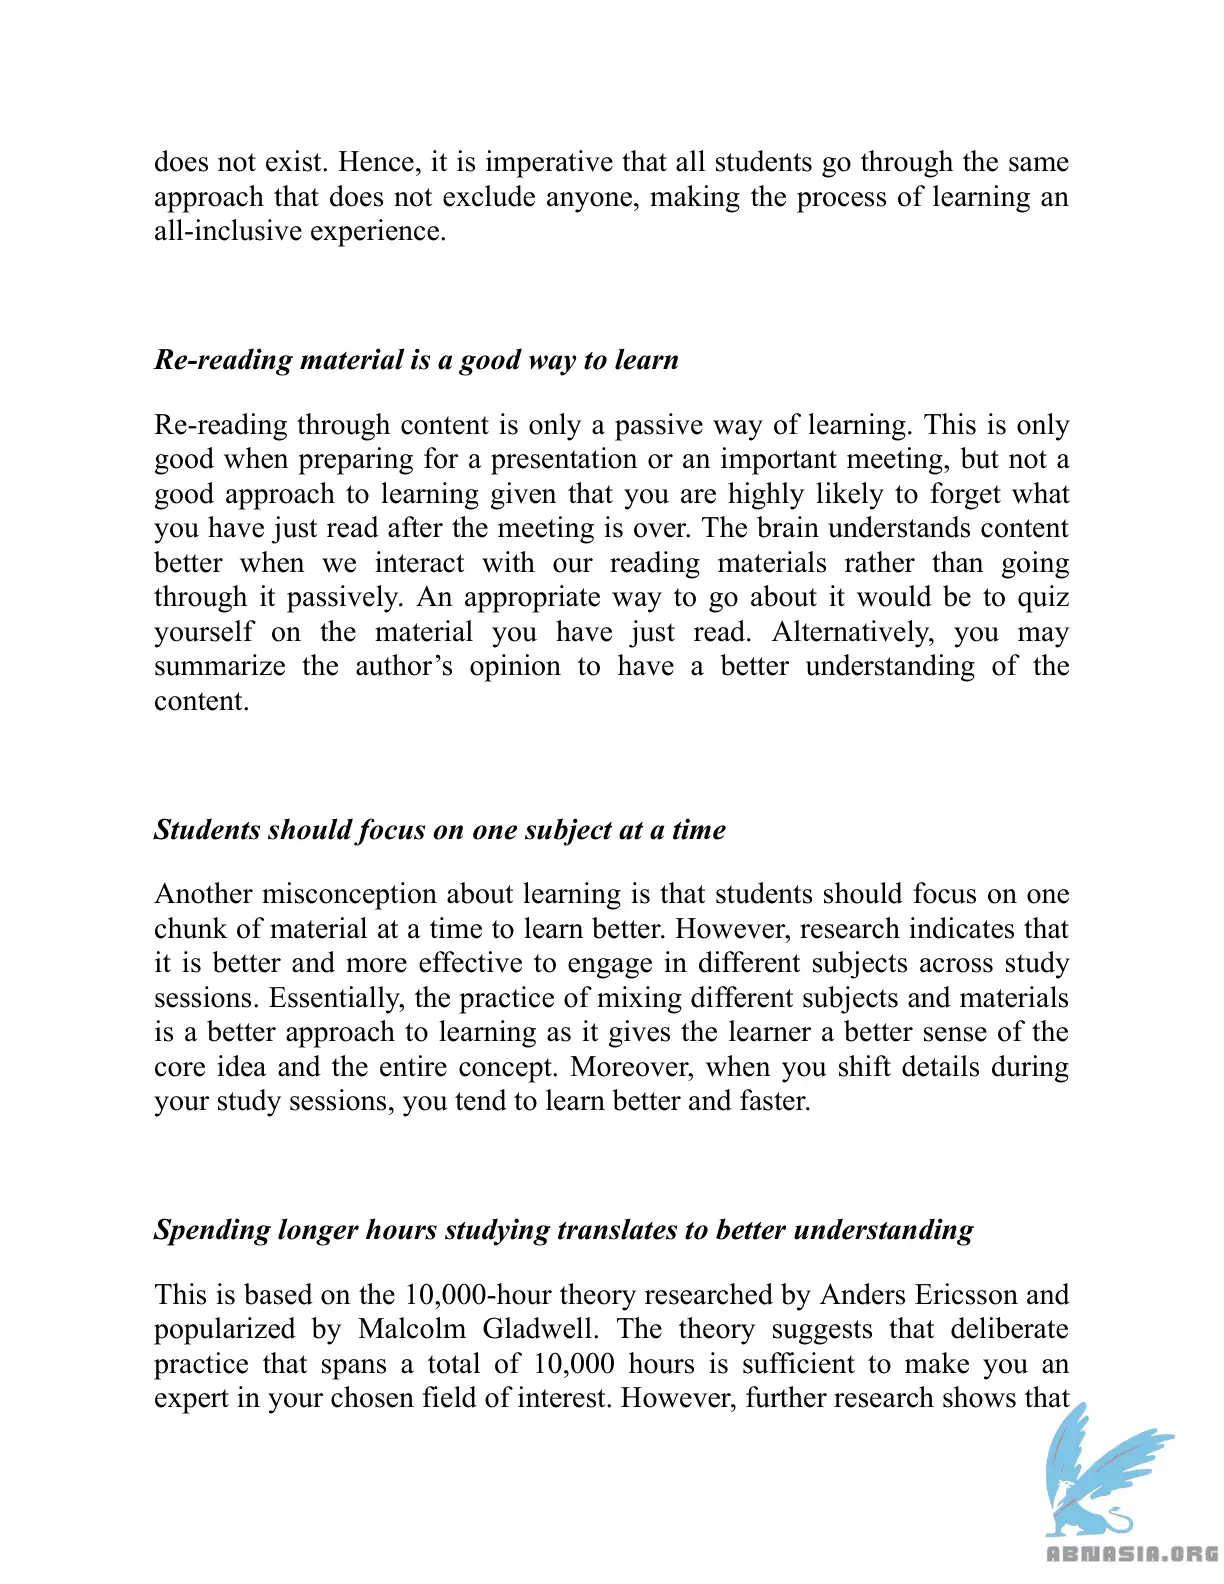 does not exist. Hence, it is imperative that all students go through the same
approach that does not exclude anyone, making the process of learning an
all-inclusive experience.
Re-reading material is a good way to learn
Re-reading through content is only a passive way of learning. This is only
good when preparing for a presentation or an important meeting, but not a
good approach to learning given that you are highly likely to forget what
you have just read after the meeting is over. The brain understands content
better when we interact with our reading materials rather than going
through it passively. An appropriate way to go about it would be to quiz
yourself on the material you have just read. Alternatively, you may
summarize the author’s opinion to have a better understanding of the
content.
Students should focus on one subject at a time
Another misconception about learning is that students should focus on one
chunk of material at a time to learn better. However, research indicates that
it is better and more effective to engage in different subjects across study
sessions. Essentially, the practice of mixing different subjects and materials
is a better approach to learning as it gives the learner a better sense of the
core idea and the entire concept. Moreover, when you shift details during
your study sessions, you tend to learn better and faster.
Spending longer hours studying translates to better understanding
This is based on the 10,000-hour theory researched by Anders Ericsson and
popularized by Malcolm Gladwell. The theory suggests that deliberate
practice that spans a total of 10,000 hours is sufficient to make you an
expert in your chosen field of interest. However, further research shows that
ABNASIA.ORG